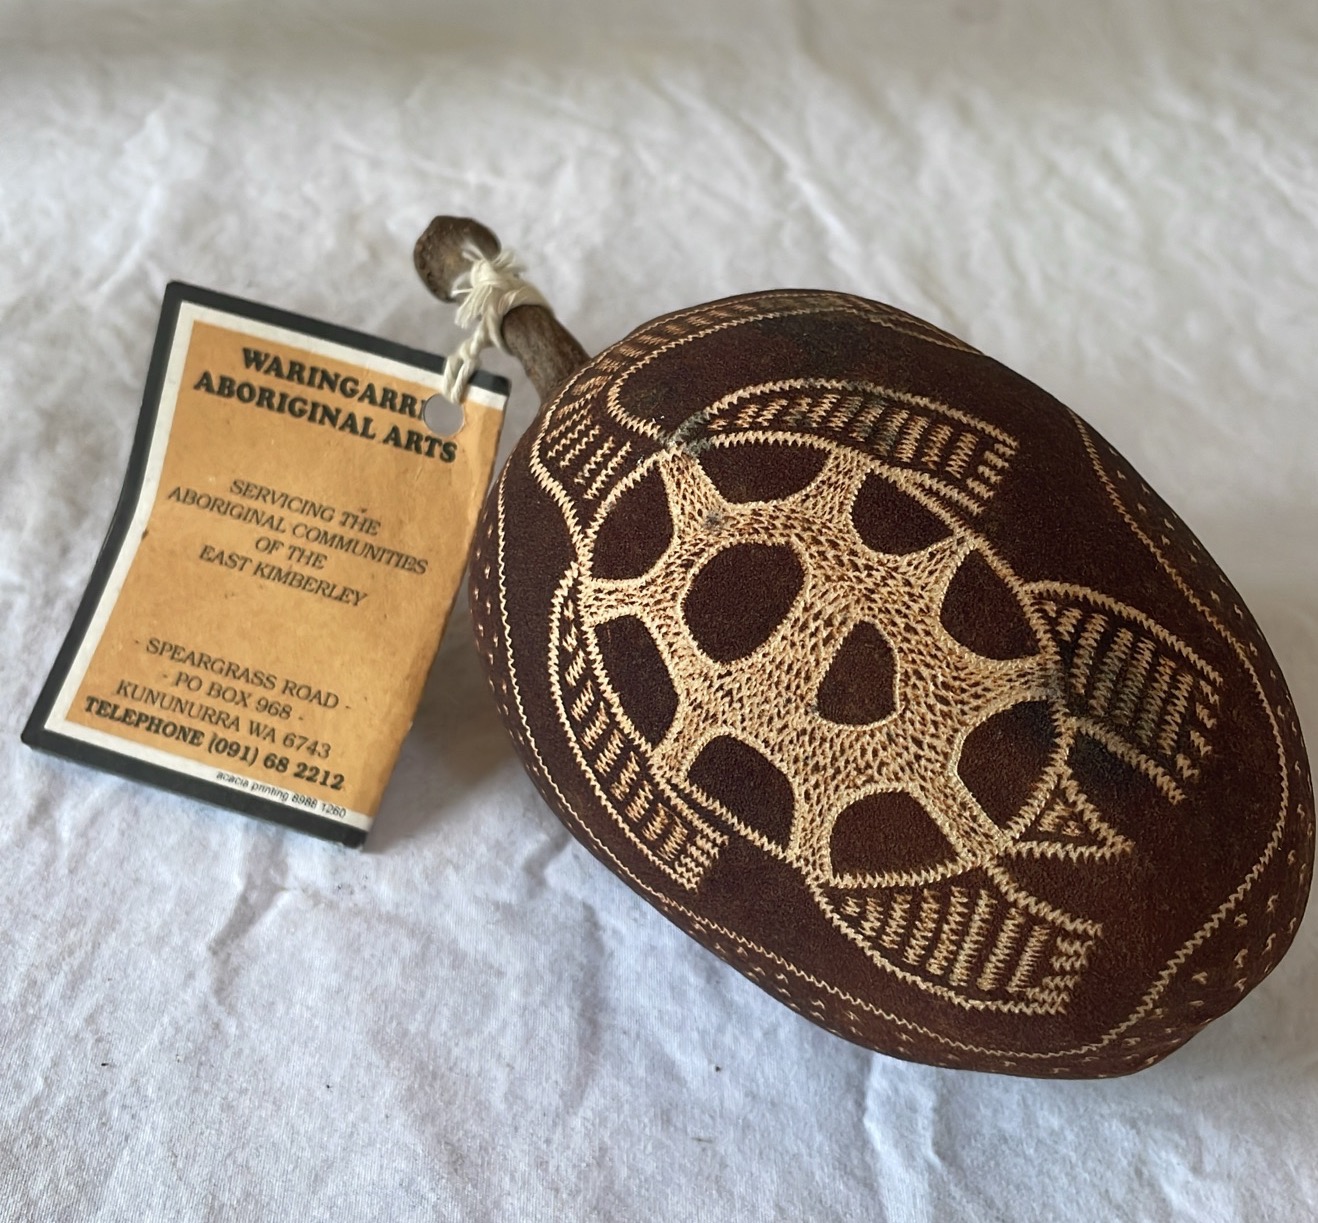 WARINGARRI
ABORIGINAL ARTS
SERVICING THE
ABORIGINAL COMMUNITIES
OF THE
EAST KIMBERLEY
· SPEARGRASS ROAD ·
· PO BOX 968 ·
KUNUNURRA WA 6743
TELEPHONE (091) 68 2212
acacia printing 8988 1260